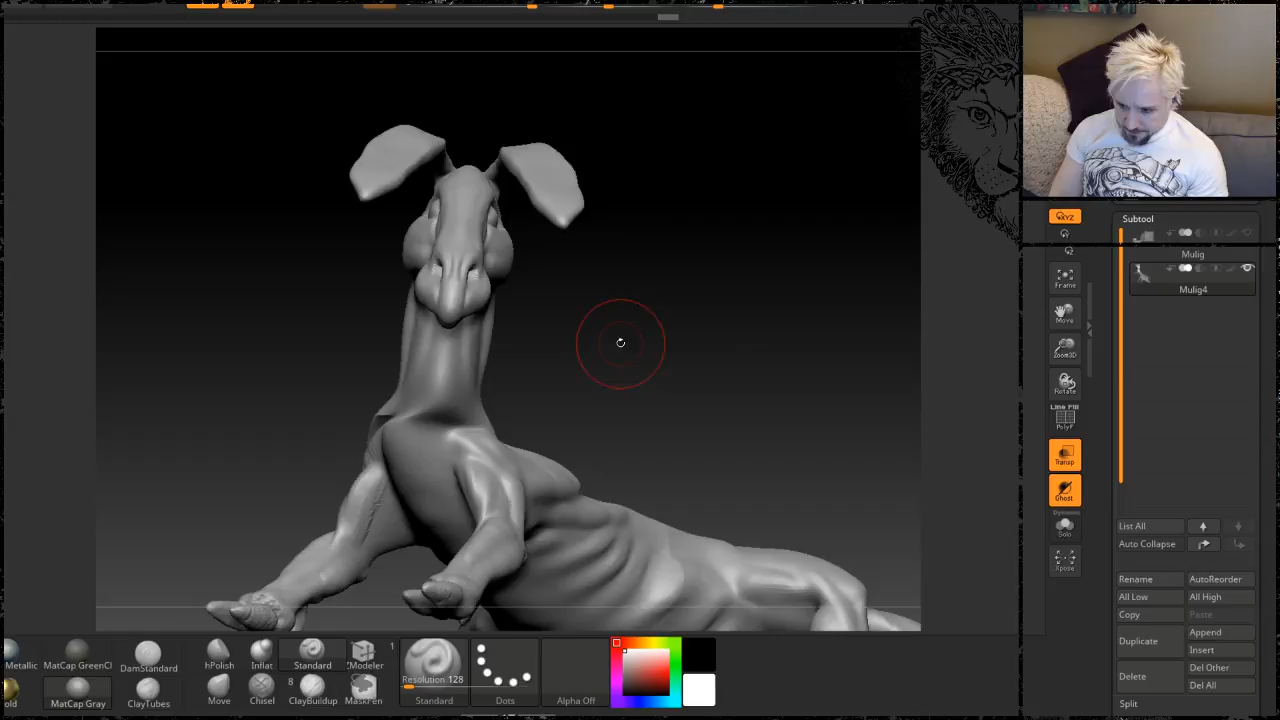 Subtool
Mulig
Mulig4
XYZ
Frame
Move
Zoom3D
Rotate
Line Fill
PolyF
Transp
Ghost
Dynamic
Solo
Xpose
List All
Auto Collapse
Rename
AutoReorder
All Low
All High
Copy
Paste
Duplicate
Append
Insert
Delete
Del Other
Del All
Split
Metallic
MatCap GreenCl
DamStandard
hPolish
Inflat
Standard
ZModeler
1
old
MatCap Gray
ClayTubes
Move
Chisel
8
ClayBuildup
MaskPen
Resolution 128
Standard
Dots
Alpha Off